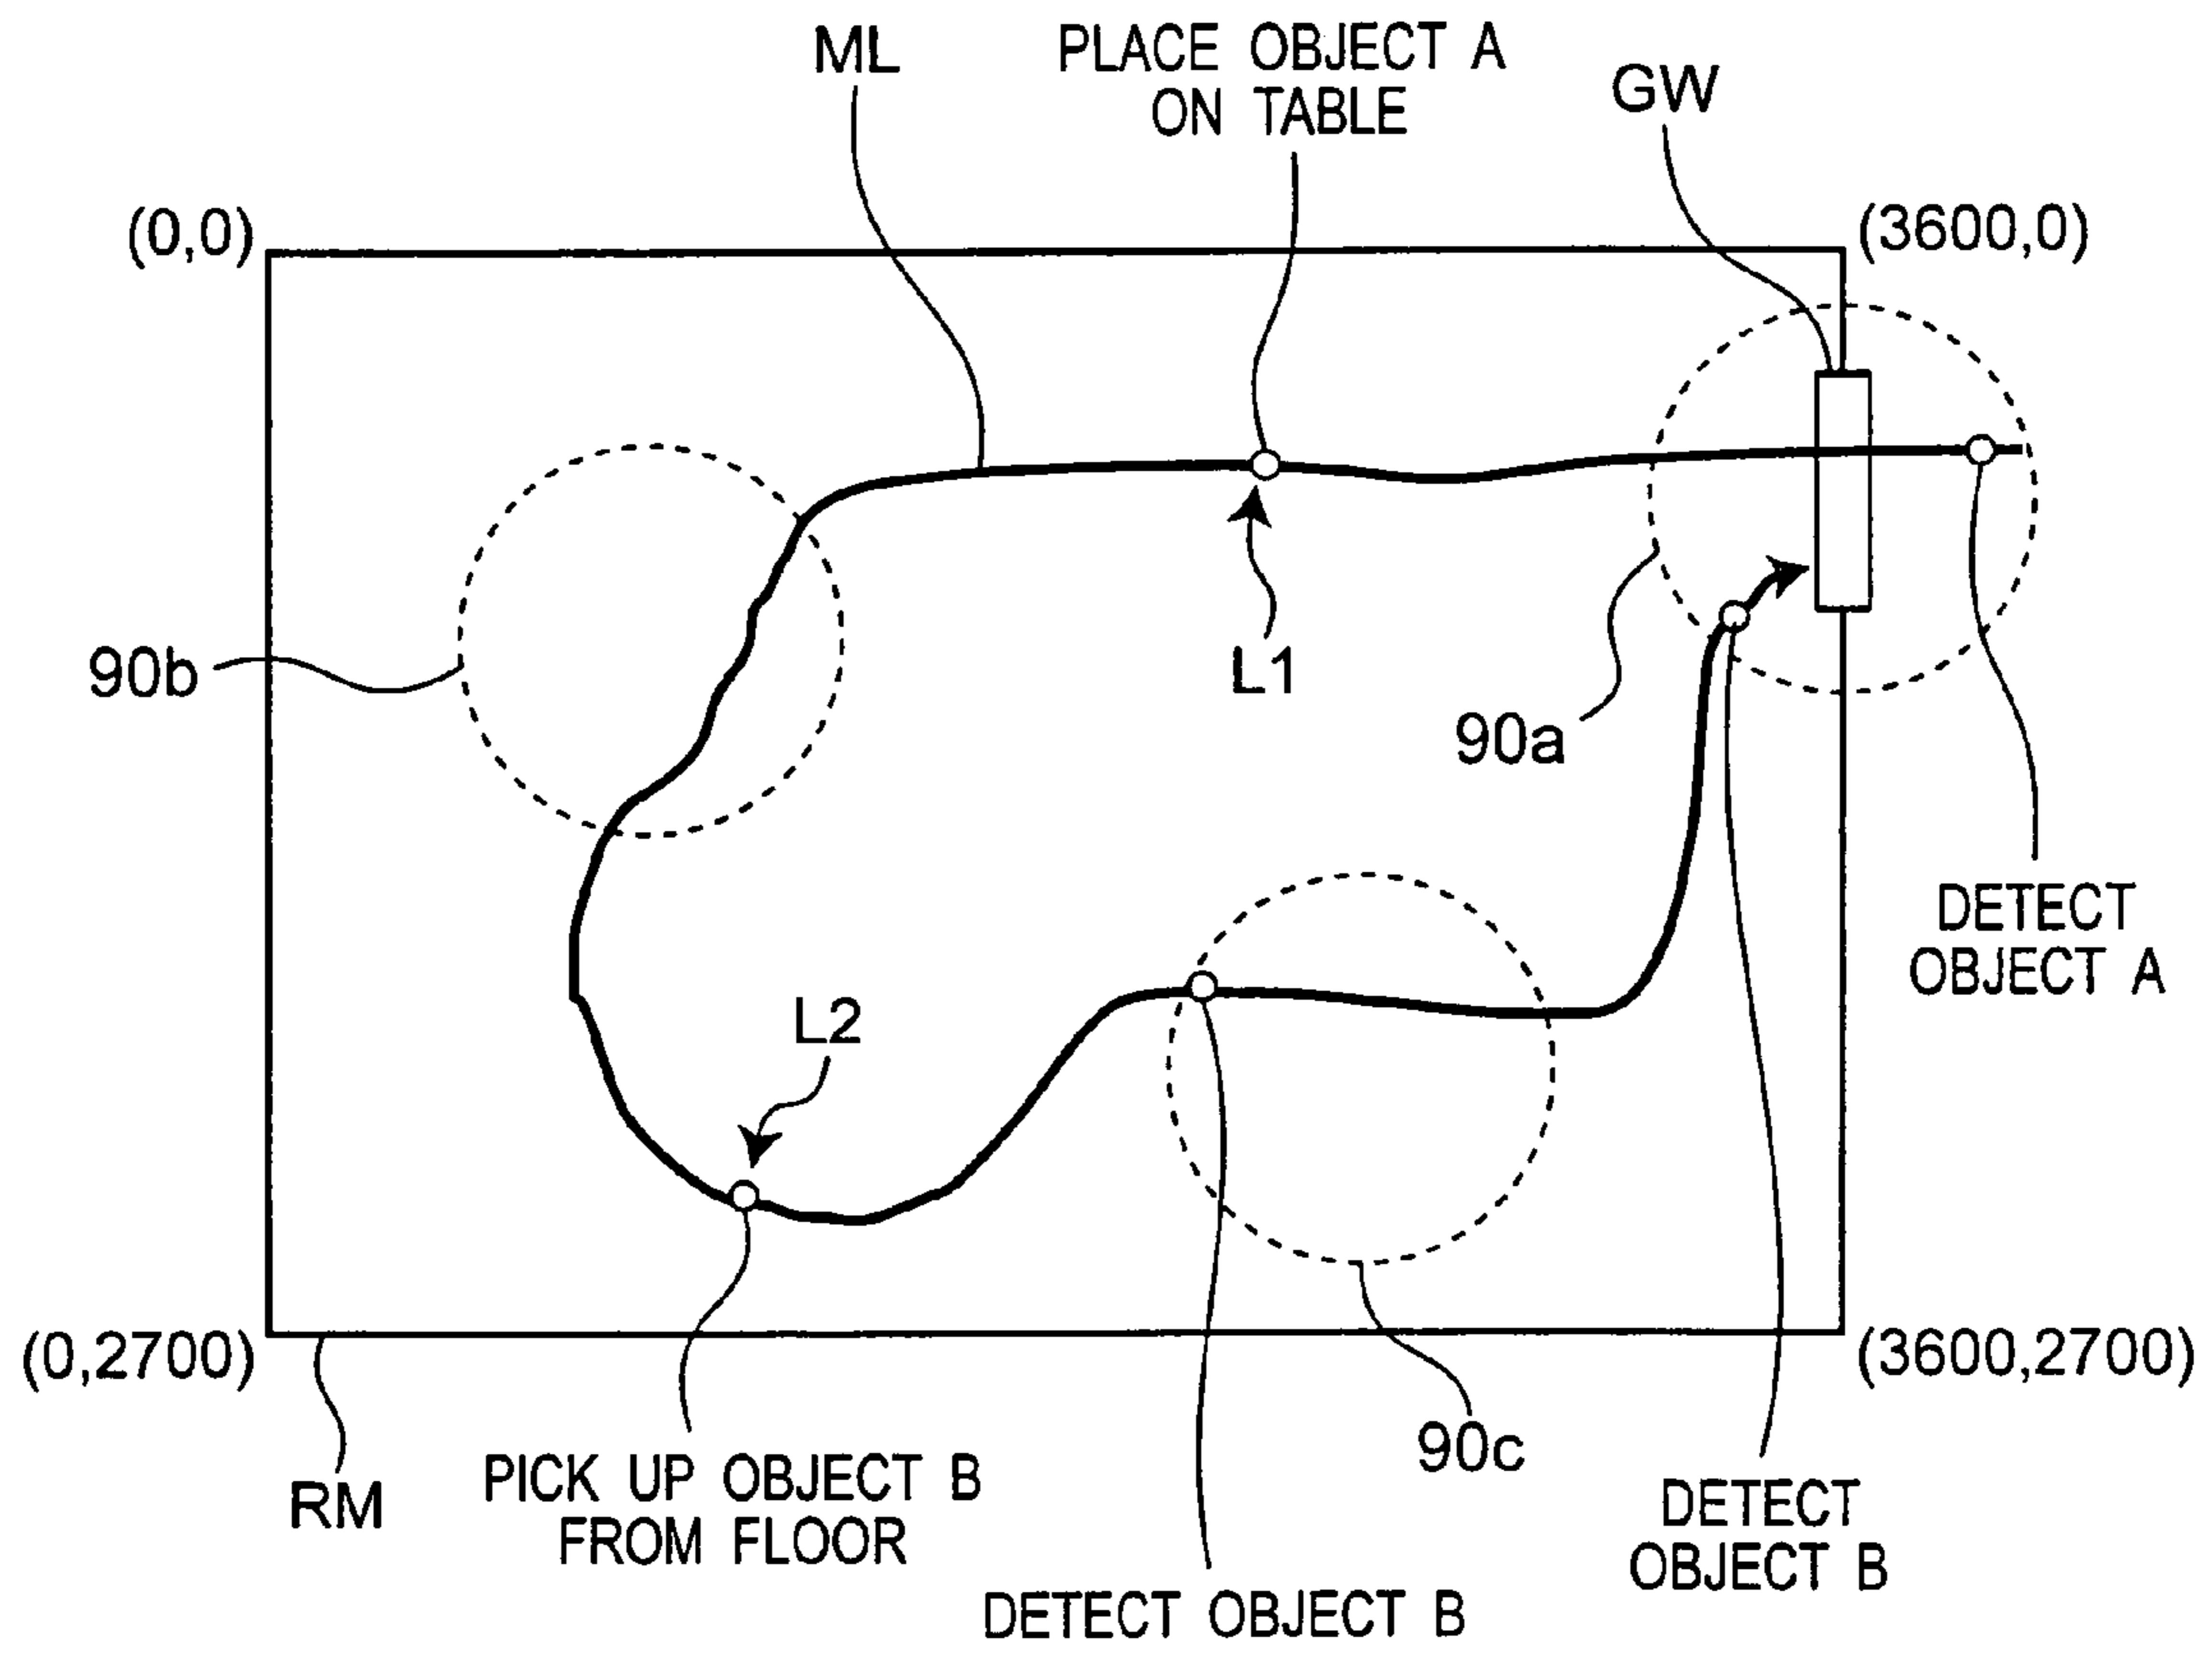 ML
PLACE OBJECT A
ON TABLE
GW
(0,0)
(3600,0)
90b
L1
90a
DETECT
OBJECT A
L2
(0,2700)
(3600,2700)
RM
PICK UP OBJECT B
FROM FLOOR
90c
DETECT
OBJECT B
DETECT OBJECT B